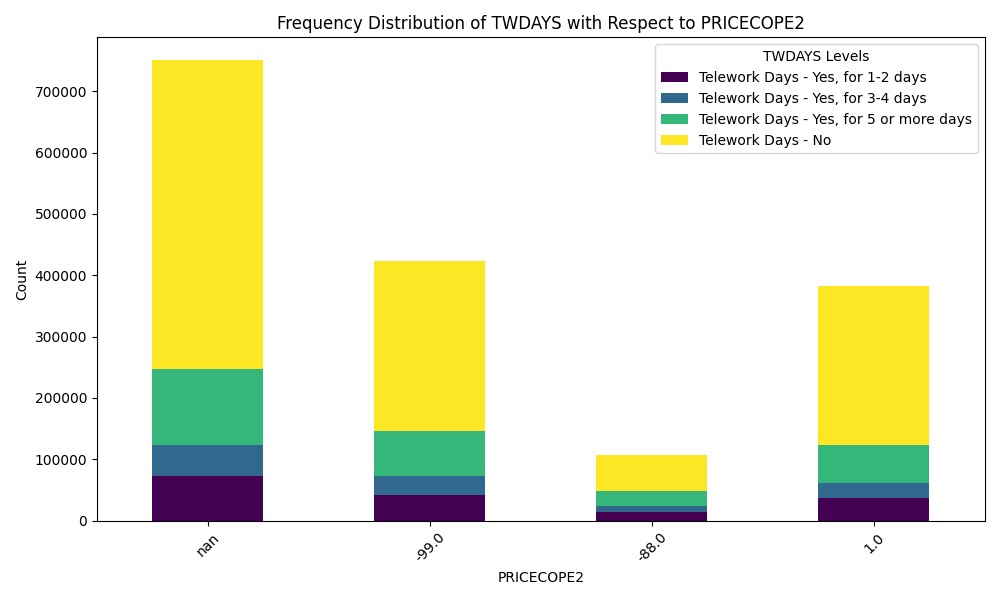 Frequency Distribution of TWDAYS with Respect to PRICECOPE2
TWDAYS Levels
Telework Days - Yes, for 1-2 days
Telework Days - Yes, for 3-4 days
Telework Days - Yes, for 5 or more days
Telework Days - No
Count
700000
600000
500000
400000
300000
200000
100000
0
nan
-99.0
-88.0
1.0
PRICECOPE2